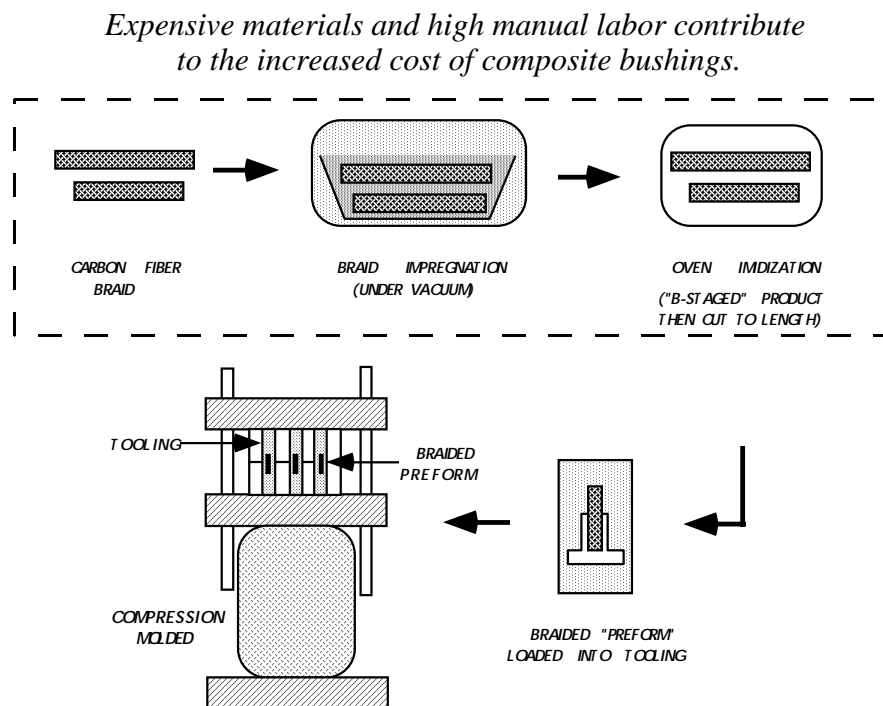 Expensive materials and high manual labor contribute
to the increased cost of composite bushings.
CARBON FIBER
BRAID
BRAID IMPREGNATION
(UNDER VACUUM)
OVEN IMDIZATION
("B-STAGED" PRODUCT
THEN CUT TO LENGTH)
TOOLING
BRAIDED
PREFORM
COMPRESSION
MOLDED
BRAIDED "PREFORM"
LOADED INTO TOOLING